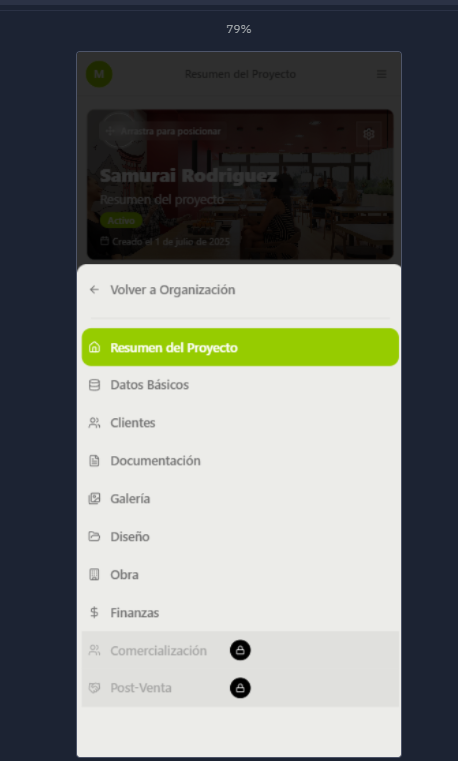 79%
M
Resumen del Proyecto
Arrastra para posicionar
Samurai Rodriguez
Resumen del proyecto
Activo
Creado el 1 de julio de 2025
Volver a Organización
Resumen del Proyecto
Datos Básicos
Clientes
Documentación
Galería
Diseño
Obra
$ Finanzas
Comercialización
Post-Venta